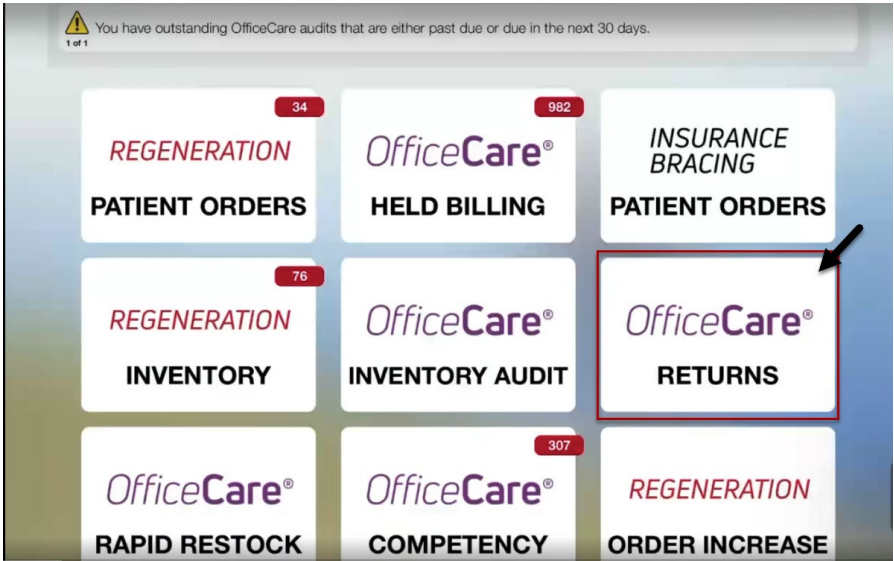 You have outstanding OfficeCare audits that are either past due or due in the next 30 days.
1 of 1
34
REGENERATION
PATIENT ORDERS
982
OfficeCare®
HELD BILLING
INSURANCE
BRACING
PATIENT ORDERS
76
REGENERATION
INVENTORY
OfficeCare®
INVENTORY AUDIT
OfficeCare®
RETURNS
OfficeCare®
RAPID RESTOCK
307
OfficeCare®
COMPETENCY
REGENERATION
ORDER INCREASE